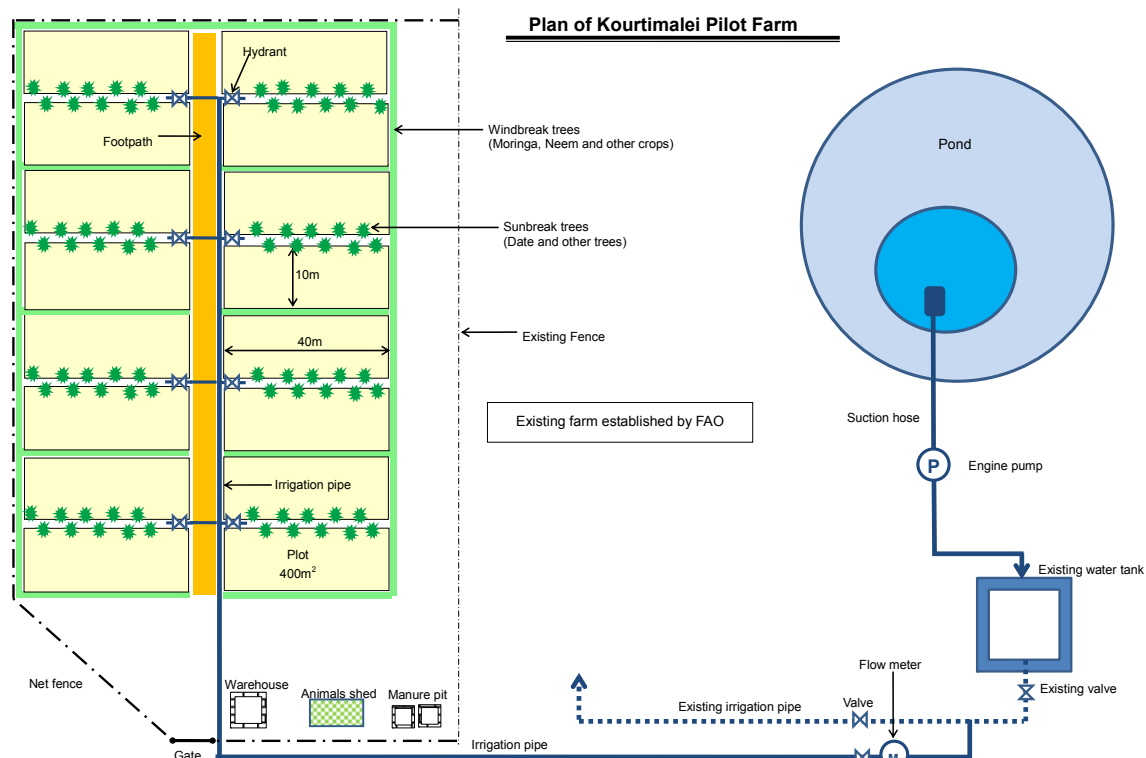 Plan of Kourtimalei Pilot Farm
Hydrant
Footpath
Windbreak trees
(Moringa, Neem and other crops)
Pond
Sunbreak trees
(Date and other trees)
10m
40m
Existing Fence
Existing farm established by FAO
Suction hose
P
Engine pump
Irrigation pipe
Plot
400m²
Existing water tank
Net fence
Warehouse
Animals shed
Manure pit
Flow meter
Existing valve
Valve
Existing irrigation pipe
Irrigation pipe
Gate
M